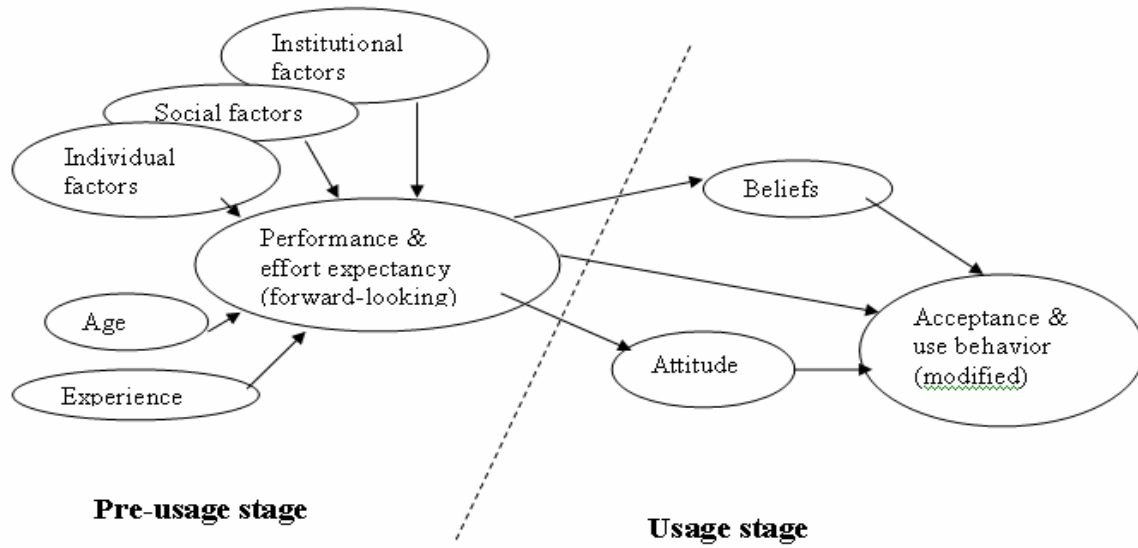 Institutional
factors
Social factors
Individual
factors
Performance &
effort expectancy
(forward-looking)
Beliefs
Age
Experience
Attitude
Acceptance &
use behavior
(modified)
Pre-usage stage
Usage stage